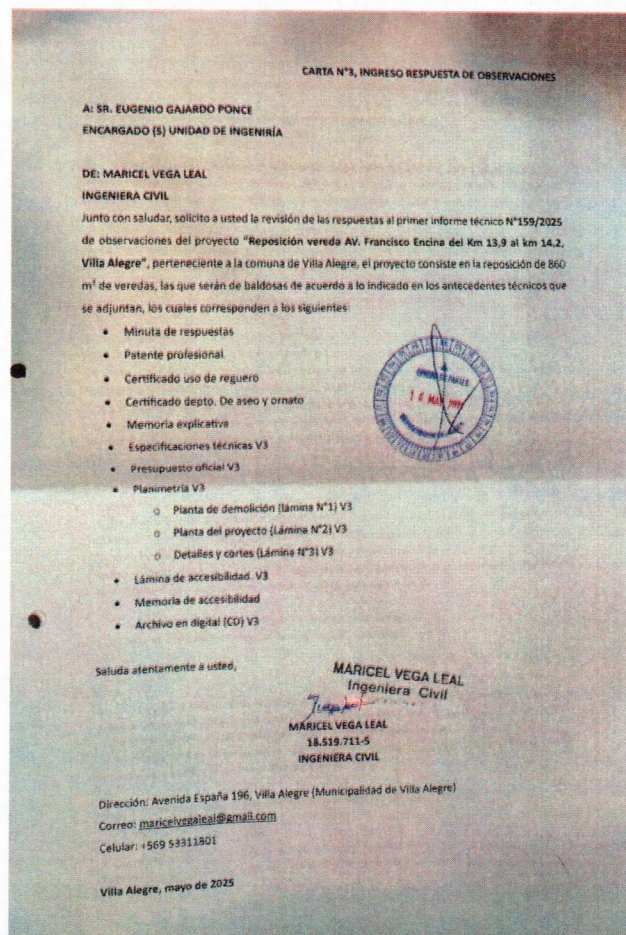 CARTA N°3, INGRESO RESPUESTA DE OBSERVACIONES
A: SR. EUGENIO GAJARDO PONCE
ENCARGADO (S) UNIDAD DE INGENIRÍA
DE: MARICEL VEGA LEAL
INGENIERA CIVIL
Junto con saludar, solicito a usted la revisión de las respuestas al primer informe técnico N°159/2025
de observaciones del proyecto "Reposición vereda AV. Francisco Encina del Km 13,9 al km 14,2,
Villa Alegre", perteneciente a la comuna de Villa Alegre, el proyecto consiste en la reposición de 860
m² de veredas, las que serán de baldosas de acuerdo a lo indicado en los antecedentes técnicos que
se adjuntan, los cuales corresponden a los siguientes:
• Minuta de respuestas
• Patente profesional
• Certificado uso de reguero
• Certificado depto. De aseo y ornato
• Memoria explicativa
• Especificaciones técnicas V3
• Presupuesto oficial V3
• Planimetría V3
o Planta de demolición (lámina N°1) V3
o Planta del proyecto (Lámina N°2) V3
o Detalles y cortes (Lámina N°3) V3
• Lámina de accesibilidad. V3
• Memoria de accesibilidad
• Archivo en digital (CD) V3
PARTES
MAY
Saluda atentamente a usted,
MARICEL VEGA LEAL
Ingeniera Civil
MARICEL VEGA LEAL
18.519.711-5
INGENIERA CIVIL
Dirección: Avenida España 196, Villa Alegre (Municipalidad de Villa Alegre)
Correo: maricelvegaleal@gmail.com
Celular: +569 53311801
Villa Alegre, mayo de 2025